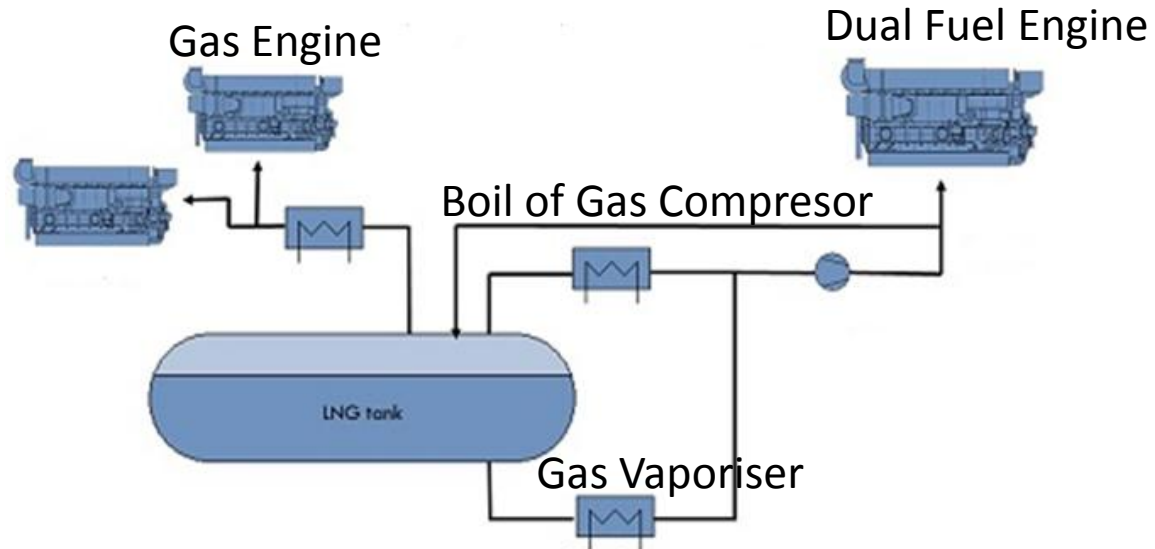 Gas Engine
Dual Fuel Engine
Boil of Gas Compresor
LNG tank
Gas Vaporiser